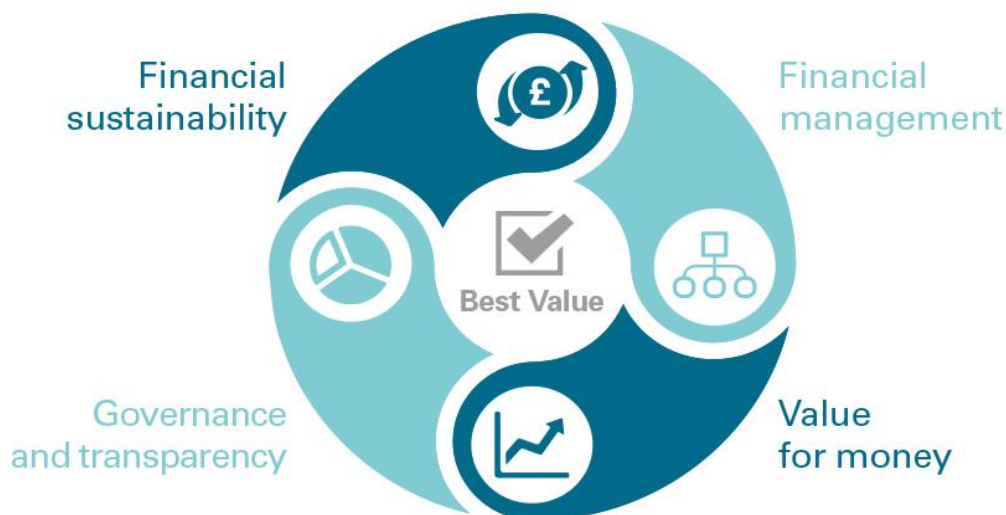 Financial
sustainability
£
Financial
management
Best Value
Governance
and transparency
Value
for money